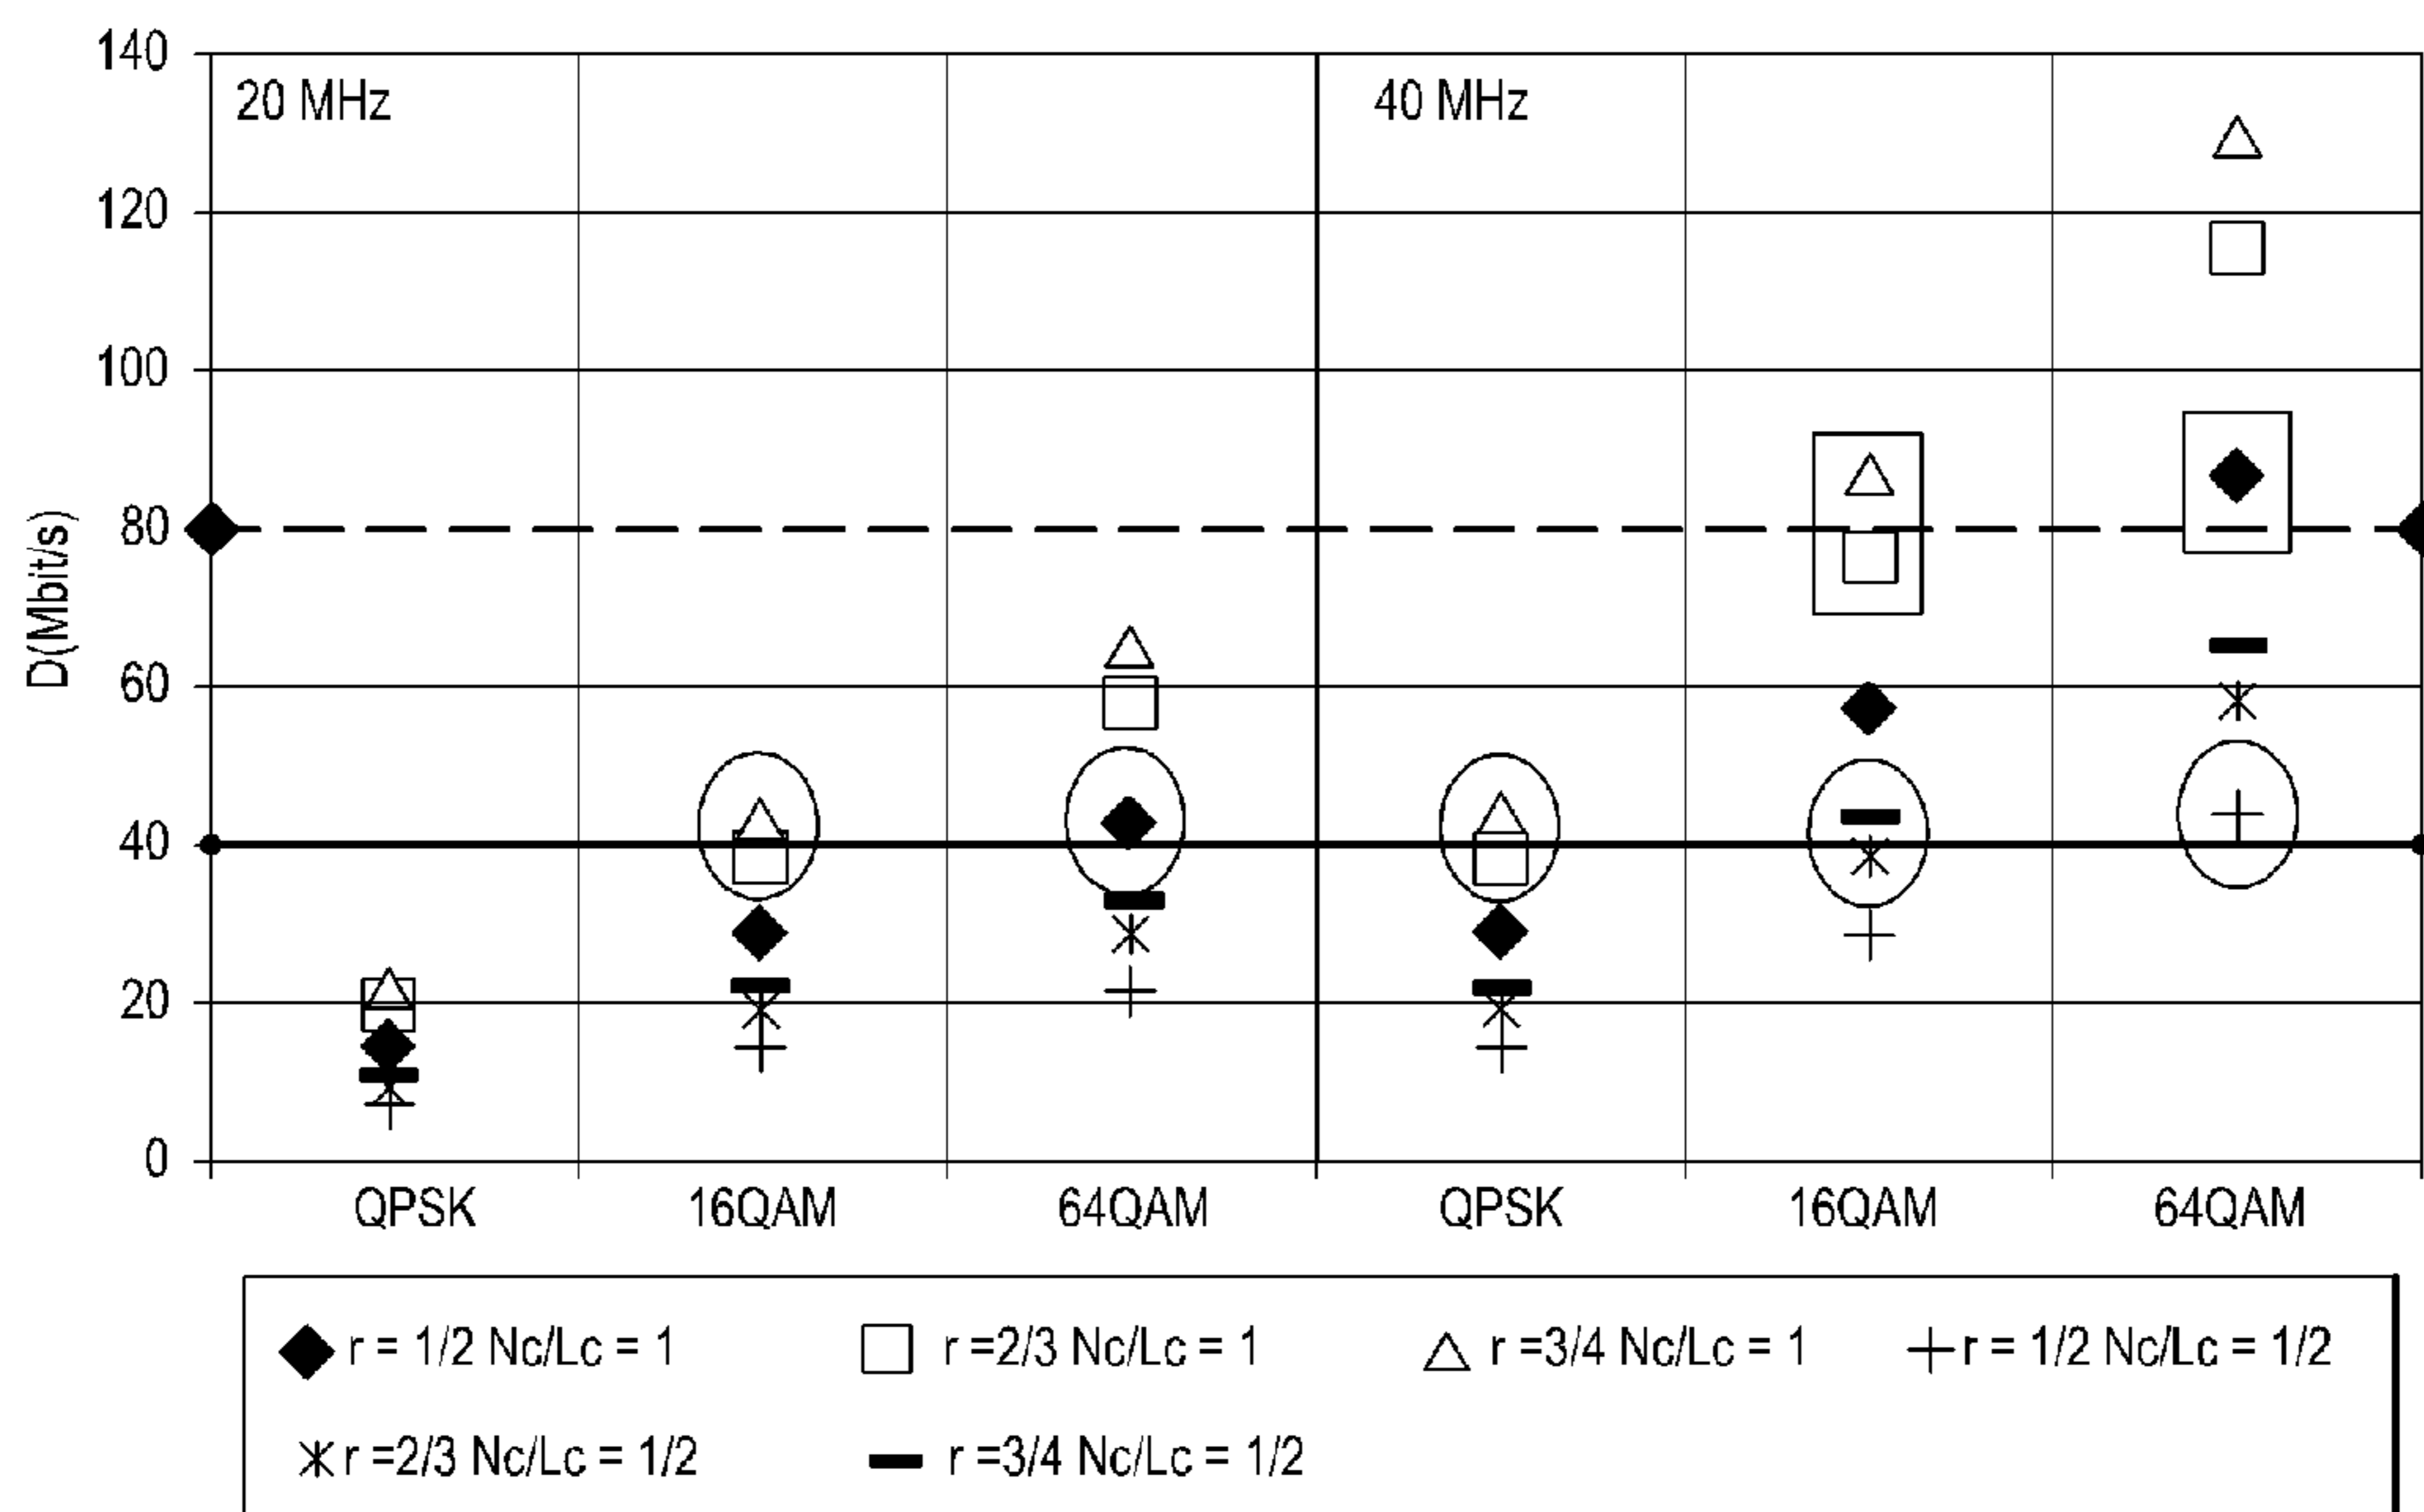 140
20 MHz
40 MHz
120
100
80
60
40
20
0
D(Mbit/s)
QPSK 16QAM 64QAM QPSK 16QAM 64QAM
r = 1/2 Nc/Lc = 1 r =2/3 Nc/Lc = 1 r =3/4 Nc/Lc = 1 r = 1/2 Nc/Lc = 1/2
r =2/3 Nc/Lc = 1/2 r =3/4 Nc/Lc = 1/2